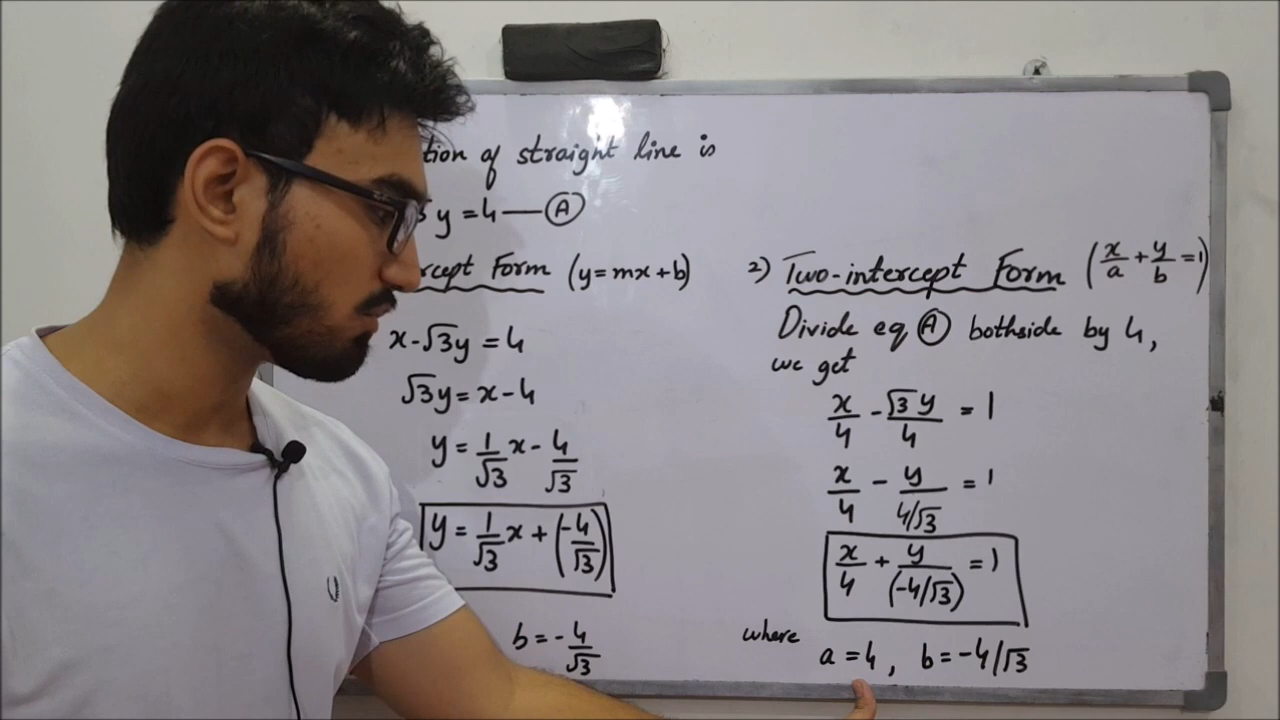 tion of straight line is
y = 4 — Ⓐ
rcept Form (y = mx + b)
x - √3y = 4
√3y = x - 4
y = 1/√3 x - 4/√3
y = 1/√3 x + (-4/√3)
b = - 4/√3
2) Two-intercept Form (x/a + y/b = 1)
Divide eq Ⓐ bothside by 4,
we get
x/4 - √3 y/4 = 1
x/4 - y/(4/√3) = 1
x/4 + y/(-4/√3) = 1
where
a = 4, b = -4/√3